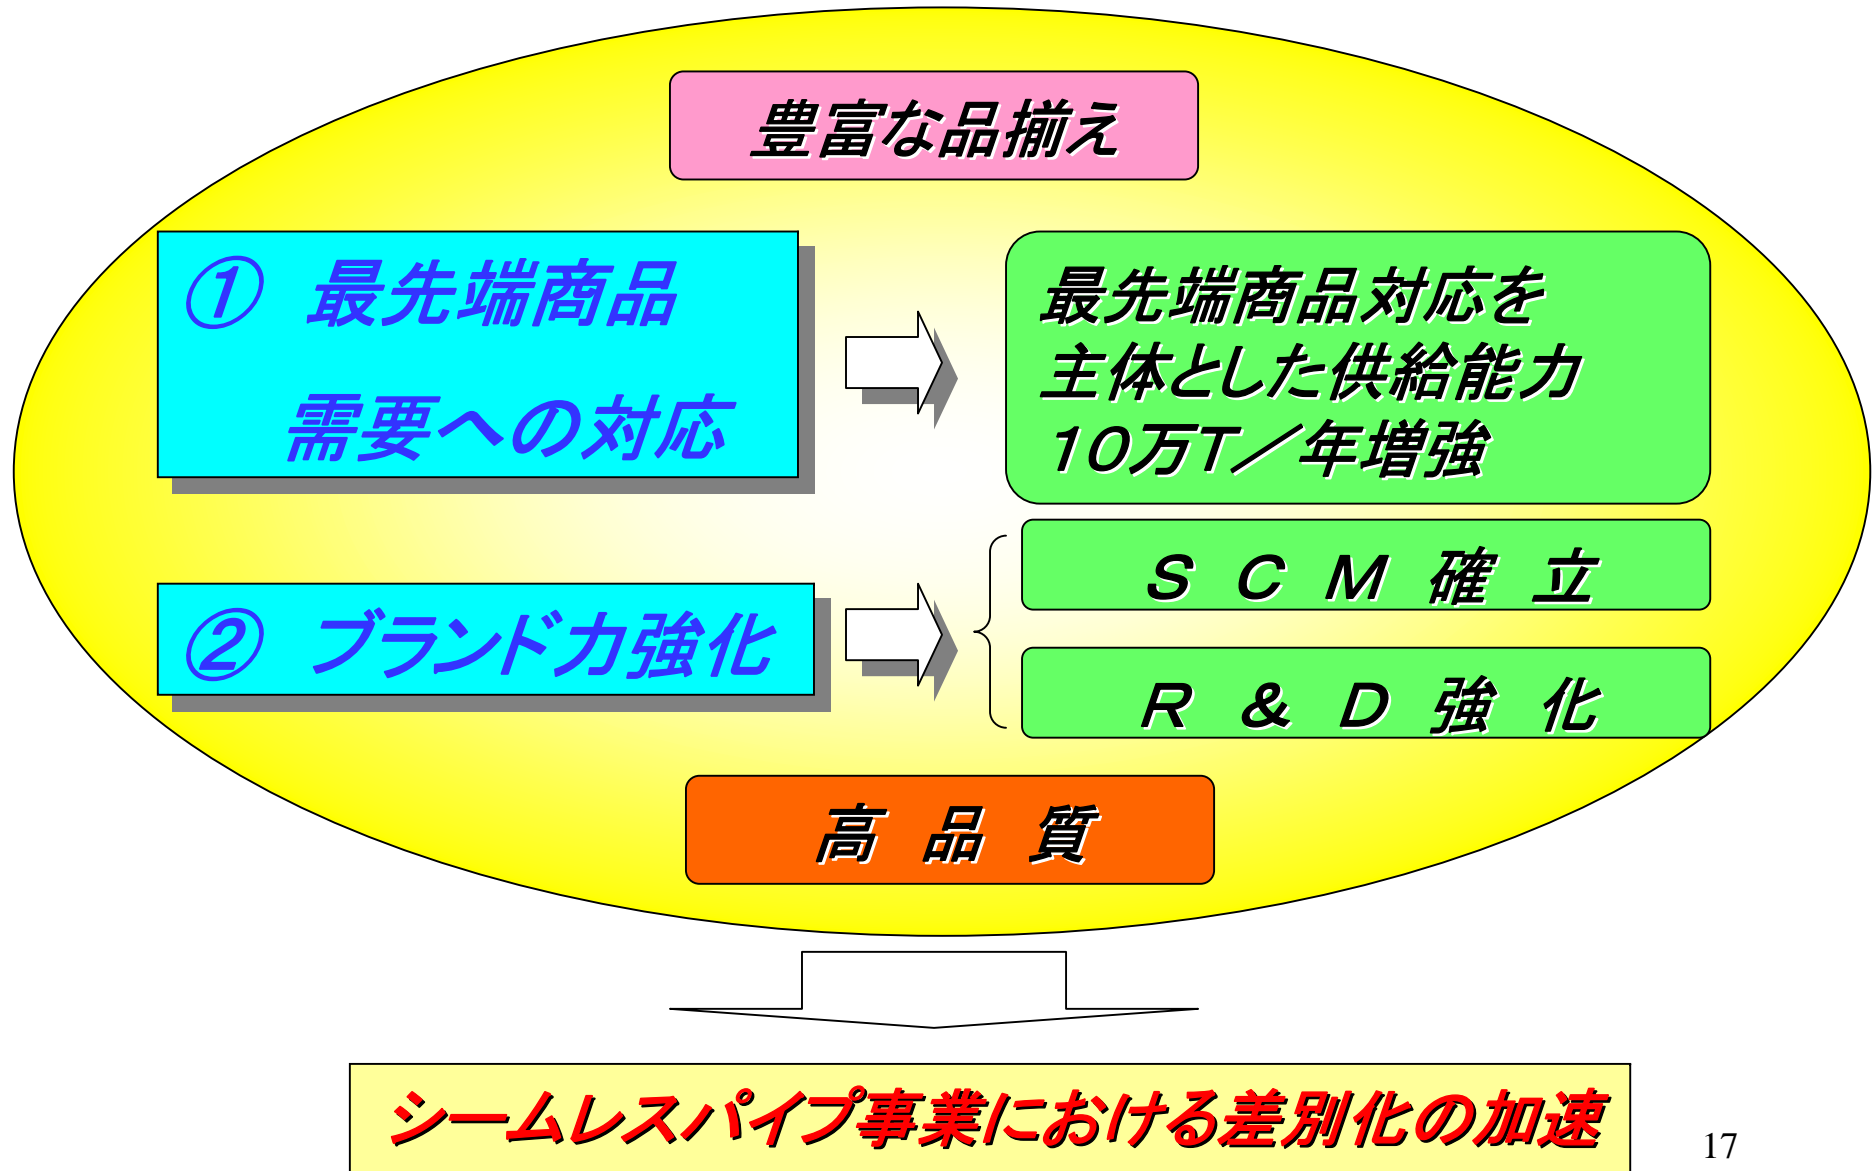 豊富な品揃え
① 最先端商品
需要への対応
最先端商品対応を
主体とした供給能力
10万T／年増強
② ブランド力強化
ＳＣＭ確立
Ｒ＆Ｄ強化
高品質
シームレスパイプ事業における差別化の加速
17